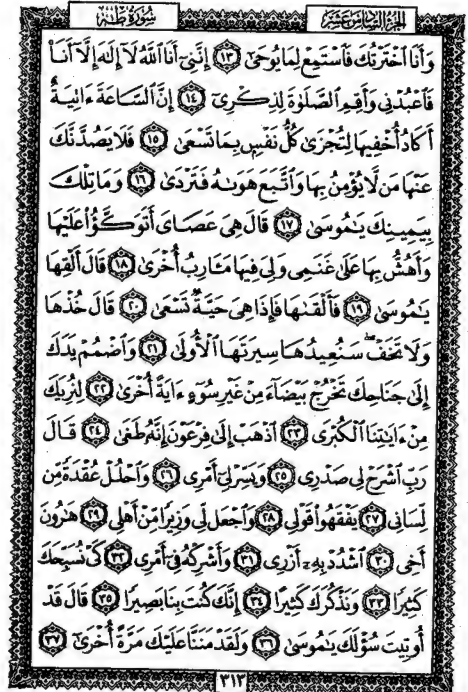 الجزء السادس عشر
سورة طه
وَأَنَا ٱخْتَرْتُكَ فَٱسْتَمِعْ لِمَا يُوحَىٰٓ ١٣ إِنَّنِىٓ أَنَا ٱللَّهُ لَآ إِلَٰهَ إِلَّآ أَنَا۠
فَٱعْبُدْنِى وَأَقِمِ ٱلصَّلَوٰةَ لِذِكْرِىٓ ١٤ إِنَّ ٱلسَّاعَةَ ءَاتِيَةٌ
أَكَادُ أُخْفِيهَا لِتُجْزَىٰ كُلُّ نَفْسٍۭ بِمَا تَسْعَىٰ ١٥ فَلَا يَصُدَّنَّكَ
عَنْهَا مَن لَّا يُؤْمِنُ بِهَا وَٱتَّبَعَ هَوَىٰهُ فَتَرْدَىٰ ١٦ وَمَا تِلْكَ
بِيَمِينِكَ يَٰمُوسَىٰ ١٧ قَالَ هِىَ عَصَاىَ أَتَوَكَّؤُا۟ عَلَيْهَا
وَأَهُشُّ بِهَا عَلَىٰ غَنَمِى وَلِىَ فِيهَا مَـَٔارِبُ أُخْرَىٰ ١٨ قَالَ أَلْقِهَا
يَٰمُوسَىٰ ١٩ فَأَلْقَىٰهَا فَإِذَا هِىَ حَيَّةٌ تَسْعَىٰ ٢٠ قَالَ خُذْهَا
وَلَا تَخَفْ ۖ سَنُعِيدُهَا سِيرَتَهَا ٱلْأُولَىٰ ٢١ وَٱضْمُمْ يَدَكَ
إِلَىٰ جَنَاحِكَ تَخْرُجْ بَيْضَآءَ مِنْ غَيْرِ سُوٓءٍ ءَايَةً أُخْرَىٰ ٢٢ لِنُرِيَكَ
مِنْ ءَايَٰتِنَا ٱلْكُبْرَى ٢٣ ٱذْهَبْ إِلَىٰ فِرْعَوْنَ إِنَّهُۥ طَغَىٰ ٢٤ قَالَ
رَبِّ ٱشْرَحْ لِى صَدْرِى ٢٥ وَيَسِّرْ لِىٓ أَمْرِى ٢٦ وَٱحْلُلْ عُقْدَةً مِّن
لِّسَانِى ٢٧ يَفْقَهُوا۟ قَوْلِى ٢٨ وَٱجْعَل لِّى وَزِيرًا مِّنْ أَهْلِى ٢٩ هَٰرُونَ
أَخِى ٣٠ ٱشْدُدْ بِهِۦٓ أَزْرِى ٣١ وَأَشْرِكْهُ فِىٓ أَمْرِى ٣٢ كَىْ نُسَبِّحَكَ
كَثِيرًا ٣٣ وَنَذْكُرَكَ كَثِيرًا ٣٤ إِنَّكَ كُنتَ بِنَا بَصِيرًا ٣٥ قَالَ قَدْ
أُوتِيتَ سُؤْلَكَ يَٰمُوسَىٰ ٣٦ وَلَقَدْ مَنَنَّا عَلَيْكَ مَرَّةً أُخْرَىٰٓ ٣٧
٣١٣